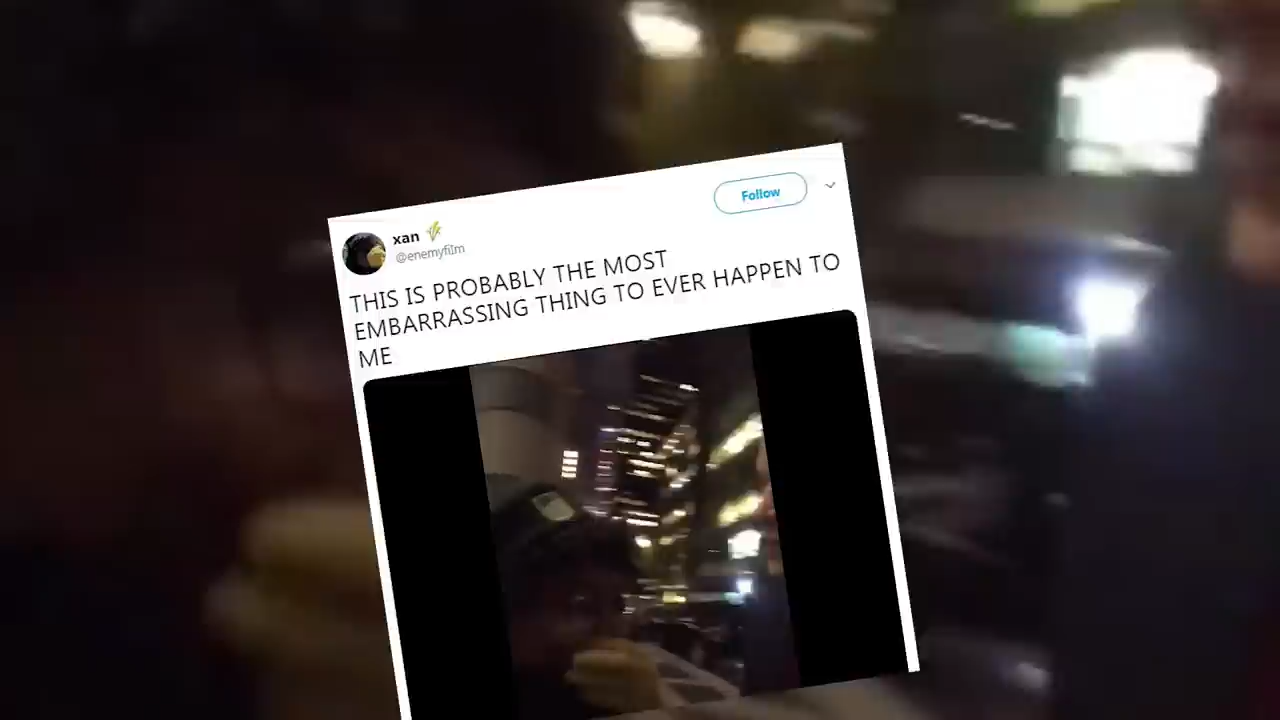 xan
@enemyfilm
Follow
THIS IS PROBABLY THE MOST
EMBARRASSING THING TO EVER HAPPEN TO
ME